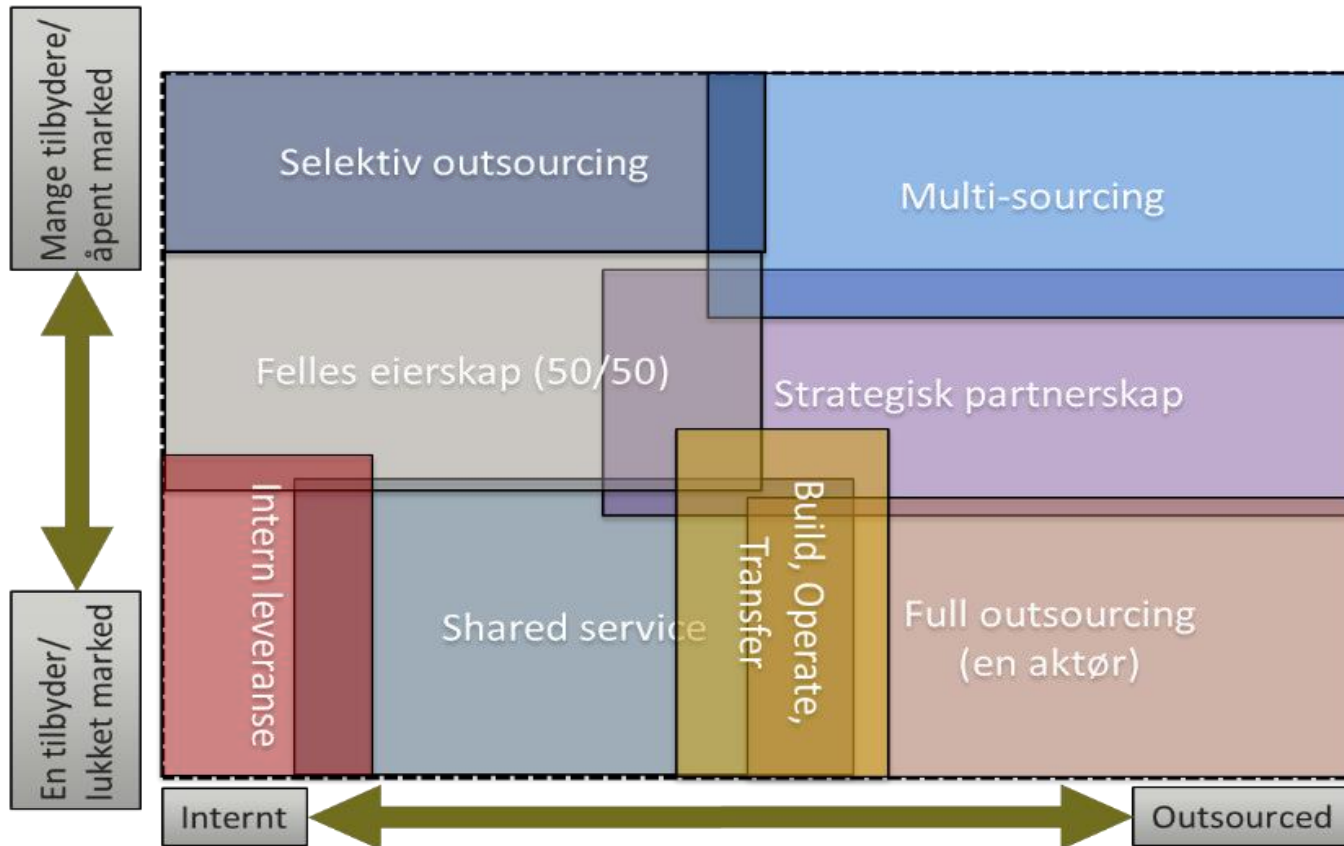 Mange tilbydere/
åpent marked
Selektiv outsourcing
Multi-sourcing
Felles eierskap (50/50)
Strategisk partnerskap
Intern leveranse
Shared service
Build, Operate,
Transfer
Full outsourcing
(en aktør)
En tilbyder/
lukket marked
Internt
Outsourced